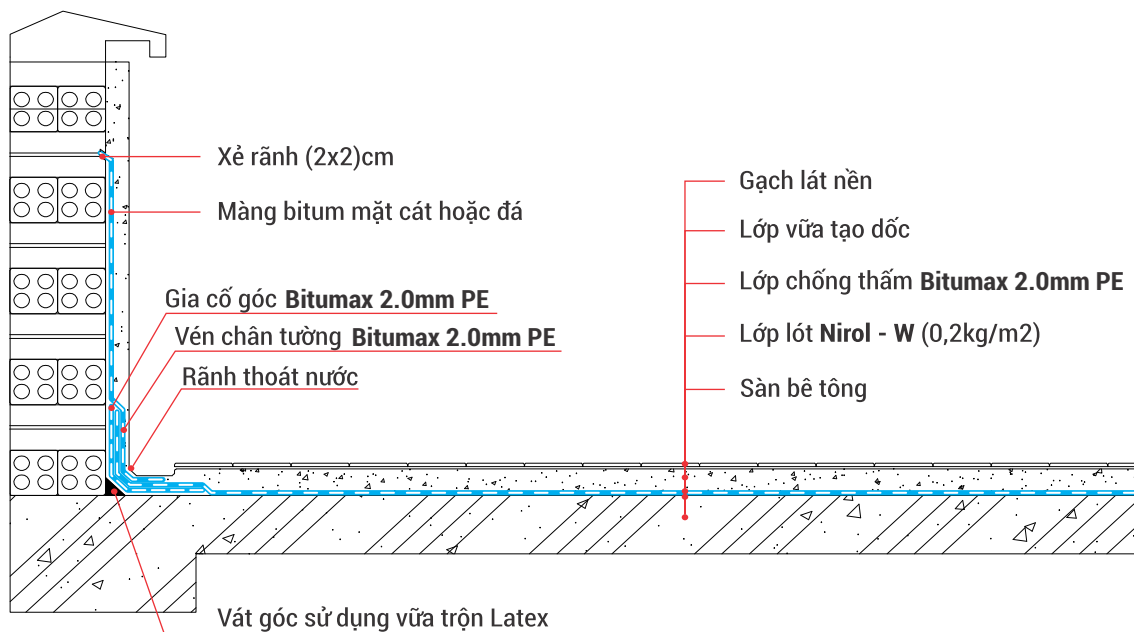 Xẻ rãnh (2x2)cm
Màng bitum mặt cát hoặc đá
Gia cố góc Bitumax 2.0mm PE
Vén chân tường Bitumax 2.0mm PE
Rãnh thoát nước
Gạch lát nền
Lớp vữa tạo dốc
Lớp chống thấm Bitumax 2.0mm PE
Lớp lót Nirol - W (0,2kg/m2)
Sàn bê tông
Vát góc sử dụng vữa trộn Latex